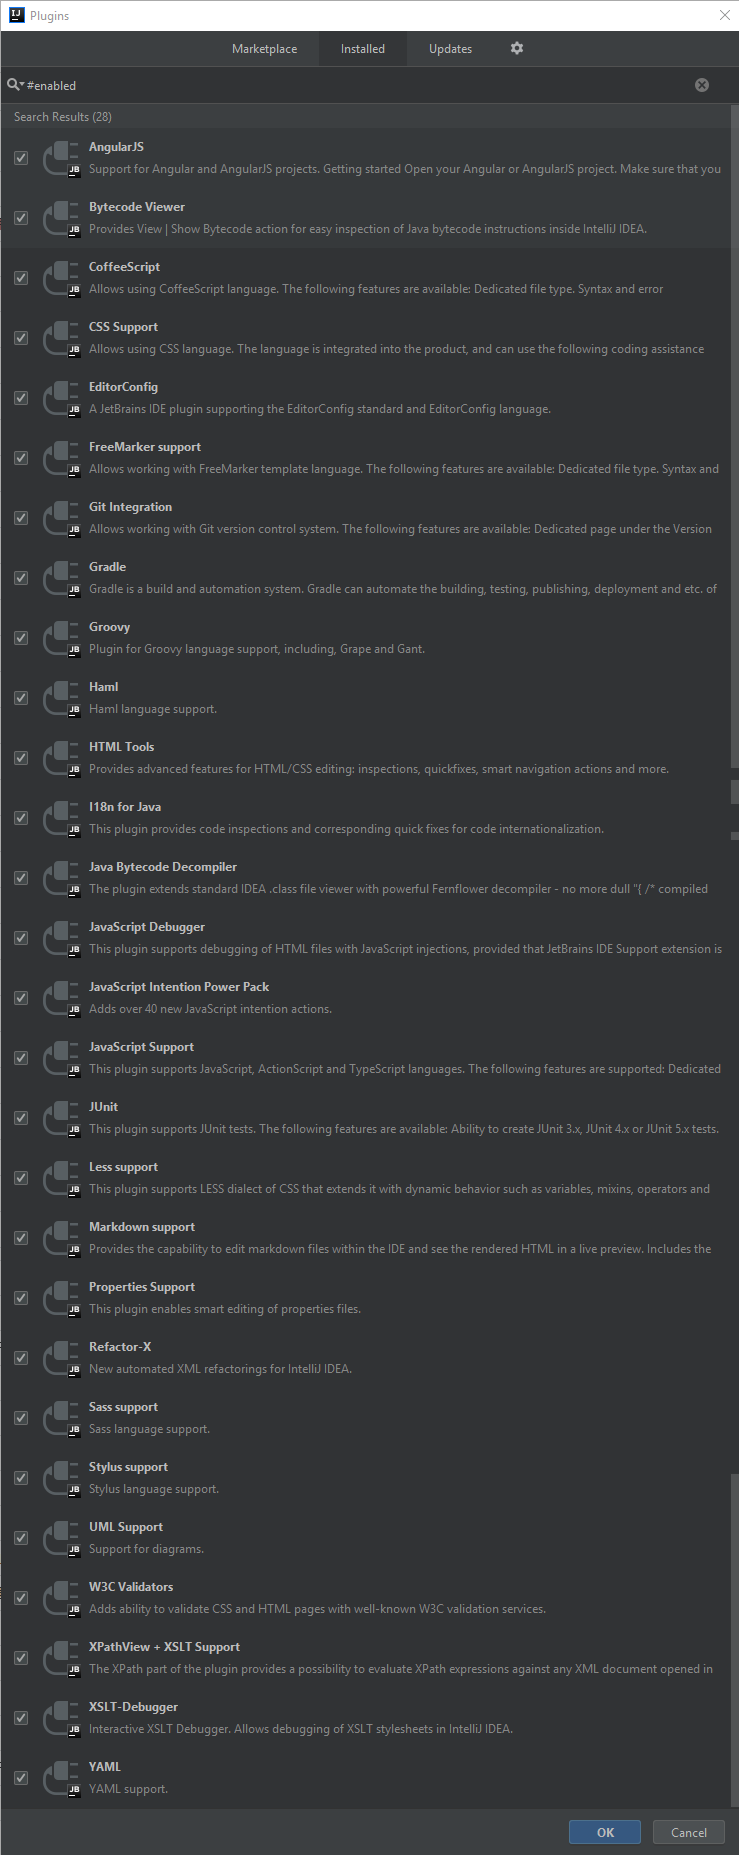 IJ Plugins
Marketplace Installed Updates
#enabled
Search Results (28)
AngularJS
Support for Angular and AngularJS projects. Getting started Open your Angular or AngularJS project. Make sure that you
JB
Bytecode Viewer
Provides View | Show Bytecode action for easy inspection of Java bytecode instructions inside IntelliJ IDEA.
JB
CoffeeScript
Allows using CoffeeScript language. The following features are available: Dedicated file type. Syntax and error
JB
CSS Support
Allows using CSS language. The language is integrated into the product, and can use the following coding assistance
JB
EditorConfig
A JetBrains IDE plugin supporting the EditorConfig standard and EditorConfig language.
JB
FreeMarker support
Allows working with FreeMarker template language. The following features are available: Dedicated file type. Syntax and
JB
Git Integration
Allows working with Git version control system. The following features are available: Dedicated page under the Version
JB
Gradle
Gradle is a build and automation system. Gradle can automate the building, testing, publishing, deployment and etc. of
JB
Groovy
Plugin for Groovy language support, including, Grape and Gant.
JB
Haml
Haml language support.
JB
HTML Tools
Provides advanced features for HTML/CSS editing: inspections, quickfixes, smart navigation actions and more.
JB
I18n for Java
This plugin provides code inspections and corresponding quick fixes for code internationalization.
JB
Java Bytecode Decompiler
The plugin extends standard IDEA .class file viewer with powerful Fernflower decompiler - no more dull "{ /* compiled
JB
JavaScript Debugger
This plugin supports debugging of HTML files with JavaScript injections, provided that JetBrains IDE Support extension is
JB
JavaScript Intention Power Pack
Adds over 40 new JavaScript intention actions.
JB
JavaScript Support
This plugin supports JavaScript, ActionScript and TypeScript languages. The following features are supported: Dedicated
JB
JUnit
This plugin supports JUnit tests. The following features are available: Ability to create JUnit 3.x, JUnit 4.x or JUnit 5.x tests.
JB
Less support
This plugin supports LESS dialect of CSS that extends it with dynamic behavior such as variables, mixins, operators and
JB
Markdown support
Provides the capability to edit markdown files within the IDE and see the rendered HTML in a live preview. Includes the
JB
Properties Support
This plugin enables smart editing of properties files.
JB
Refactor-X
New automated XML refactorings for IntelliJ IDEA.
JB
Sass support
Sass language support.
JB
Stylus support
Stylus language support.
JB
UML Support
Support for diagrams.
JB
W3C Validators
Adds ability to validate CSS and HTML pages with well-known W3C validation services.
JB
XPathView + XSLT Support
The XPath part of the plugin provides a possibility to evaluate XPath expressions against any XML document opened in
JB
XSLT-Debugger
Interactive XSLT Debugger. Allows debugging of XSLT stylesheets in IntelliJ IDEA.
JB
YAML
YAML support.
JB
OK Cancel